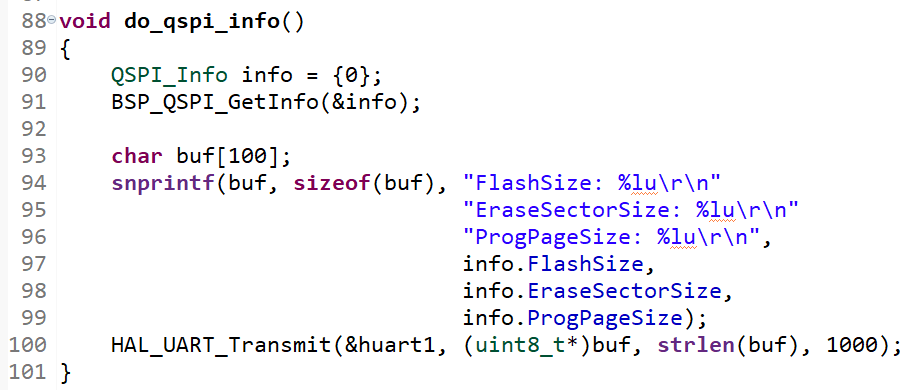 88 void do_qspi_info()
89 {
90     QSPI_Info info = {0};
91     BSP_QSPI_GetInfo(&info);
92
93     char buf[100];
94     snprintf(buf, sizeof(buf), "FlashSize: %lu\r\n"
95                                "EraseSectorSize: %lu\r\n"
96                                "ProgPageSize: %lu\r\n",
97                                info.FlashSize,
98                                info.EraseSectorSize,
99                                info.ProgPageSize);
100     HAL_UART_Transmit(&huart1, (uint8_t*)buf, strlen(buf), 1000);
101 }